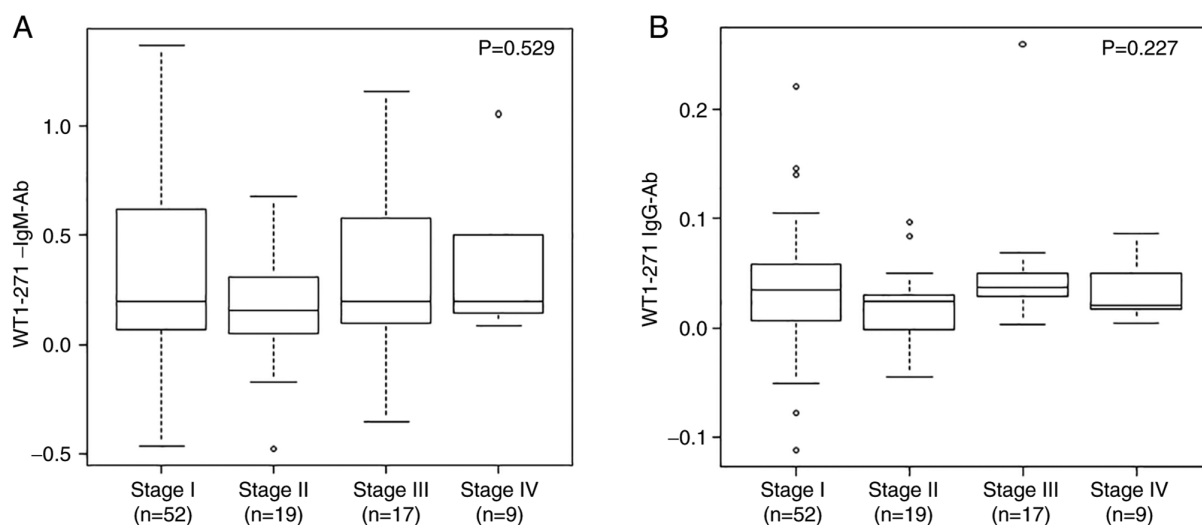 A
P=0.529
WT1-271 –IgM-Ab
1.0
0.5
0.0
–0.5
Stage I
(n=52)
Stage II
(n=19)
Stage III
(n=17)
Stage IV
(n=9)
B
P=0.227
WT1-271 IgG-Ab
0.2
0.1
0.0
–0.1
Stage I
(n=52)
Stage II
(n=19)
Stage III
(n=17)
Stage IV
(n=9)